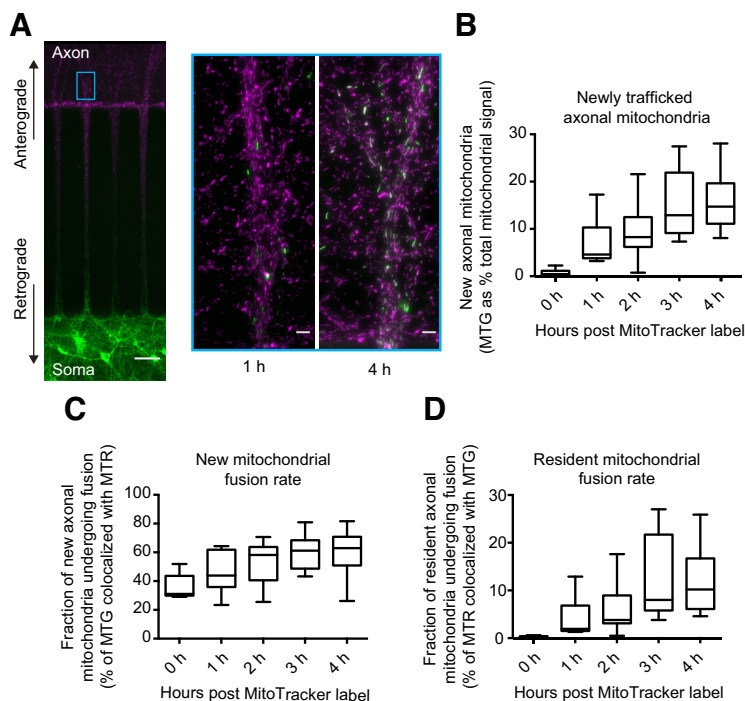 A
Axon
Anterograde
Retrograde
Soma
1 h
4 h
B
Newly trafficked
axonal mitochondria
New axonal mitochondria
(MTG as % total mitochondrial signal)
30
20
10
0
0 h
1 h
2 h
3 h
4 h
Hours post MitoTracker label
C
New mitochondrial
fusion rate
Fraction of new axonal
mitochondria undergoing fusion
(% of MTG colocalized with MTR)
100
80
60
40
20
0
0 h
1 h
2 h
3 h
4 h
Hours post MitoTracker label
D
Resident mitochondrial
fusion rate
Fraction of resident axonal
mitochondria undergoing fusion
(% of MTR colocalized with MTG)
30
20
10
0
0 h
1 h
2 h
3 h
4 h
Hours post MitoTracker label